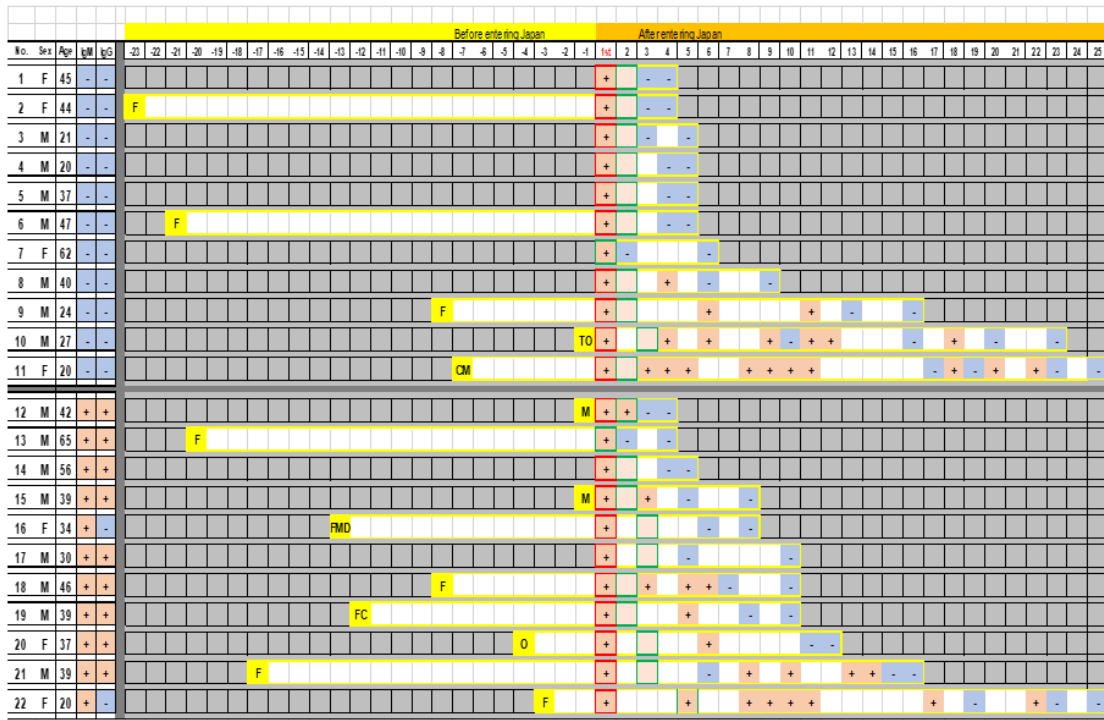 Before entering Japan After rentering Japan
No. Sex Age IgM IgG -23 -22 -21 -20 -19 -18 -17 -16 -15 -14 -13 -12 -11 -10 -9 -8 -7 -6 -5 -4 -3 -2 -1 1st 2 3 4 5 6 7 8 9 10 11 12 13 14 15 16 17 18 19 20 21 22 23 24 25
1 F 45 - - + - -
2 F 44 - - F + - -
3 M 21 - - + - -
4 M 20 - - + - -
5 M 37 - - + - -
6 M 47 - - F + - -
7 F 62 - - + - -
8 M 40 - - + + - -
9 M 24 - - F + + + - -
10 M 27 - - TO + + + + - + + - + - -
11 F 20 - - CM + + + + + + + + - + - + + - -
12 M 42 + + M + + - -
13 M 65 + + F + - -
14 M 56 + + + - -
15 M 39 + + M + + - -
16 F 34 + - FMD + - -
17 M 30 + + + - -
18 M 46 + + F + + + + - -
19 M 39 + + FC + + - -
20 F 37 + + O + + - -
21 M 39 + + F + - + + + + - -
22 F 20 + - F + + + + + + + - + - -